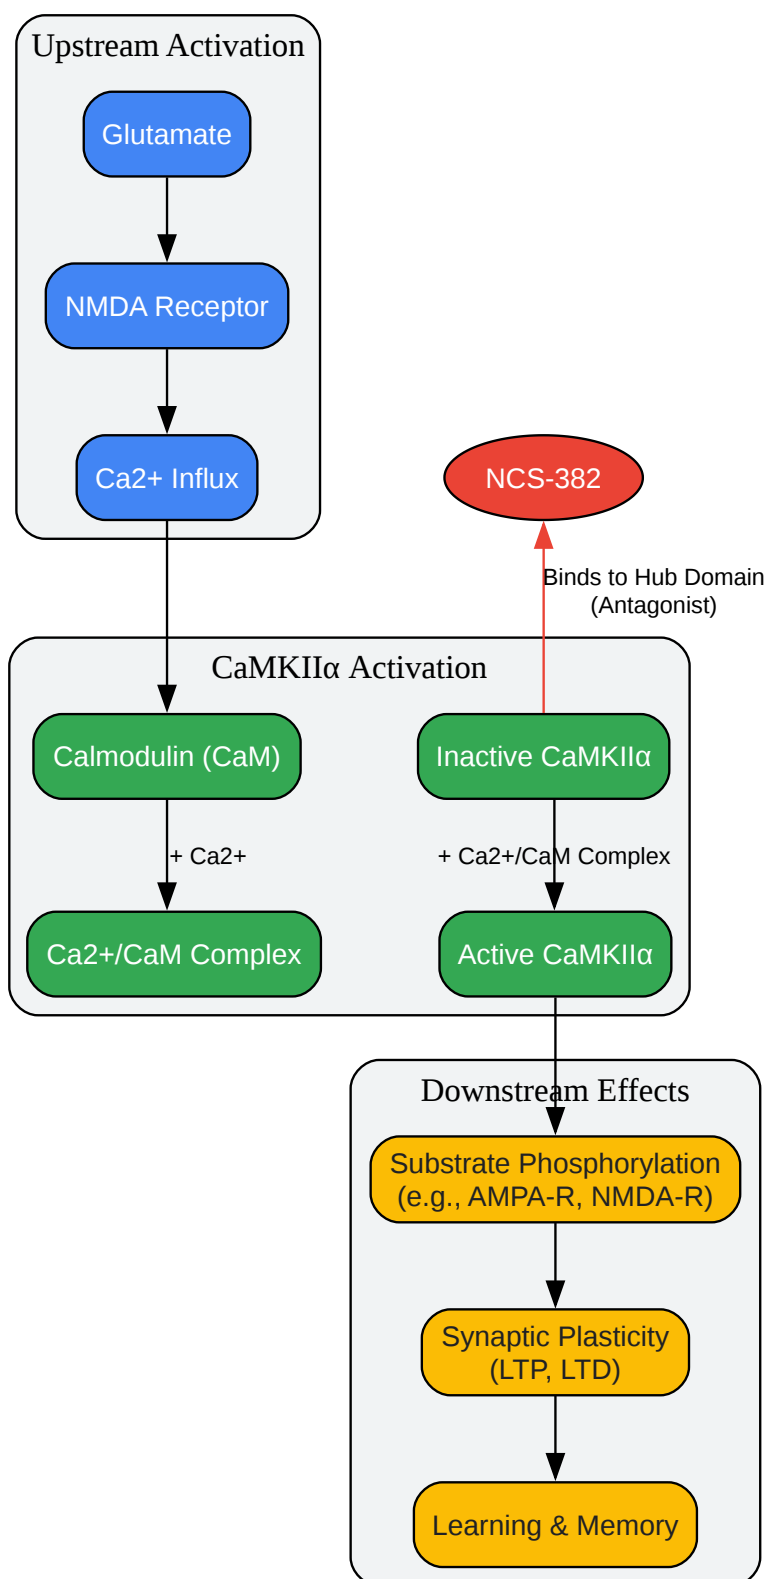 Upstream Activation
Glutamate
NMDA Receptor
Ca2+ Influx
NCS-382
Binds to Hub Domain
(Antagonist)
CaMKIIα Activation
Calmodulin (CaM)
Inactive CaMKIIα
+ Ca2+
+ Ca2+/CaM Complex
Ca2+/CaM Complex
Active CaMKIIα
Downstream Effects
Substrate Phosphorylation
(e.g., AMPA-R, NMDA-R)
Synaptic Plasticity
(LTP, LTD)
Learning & Memory